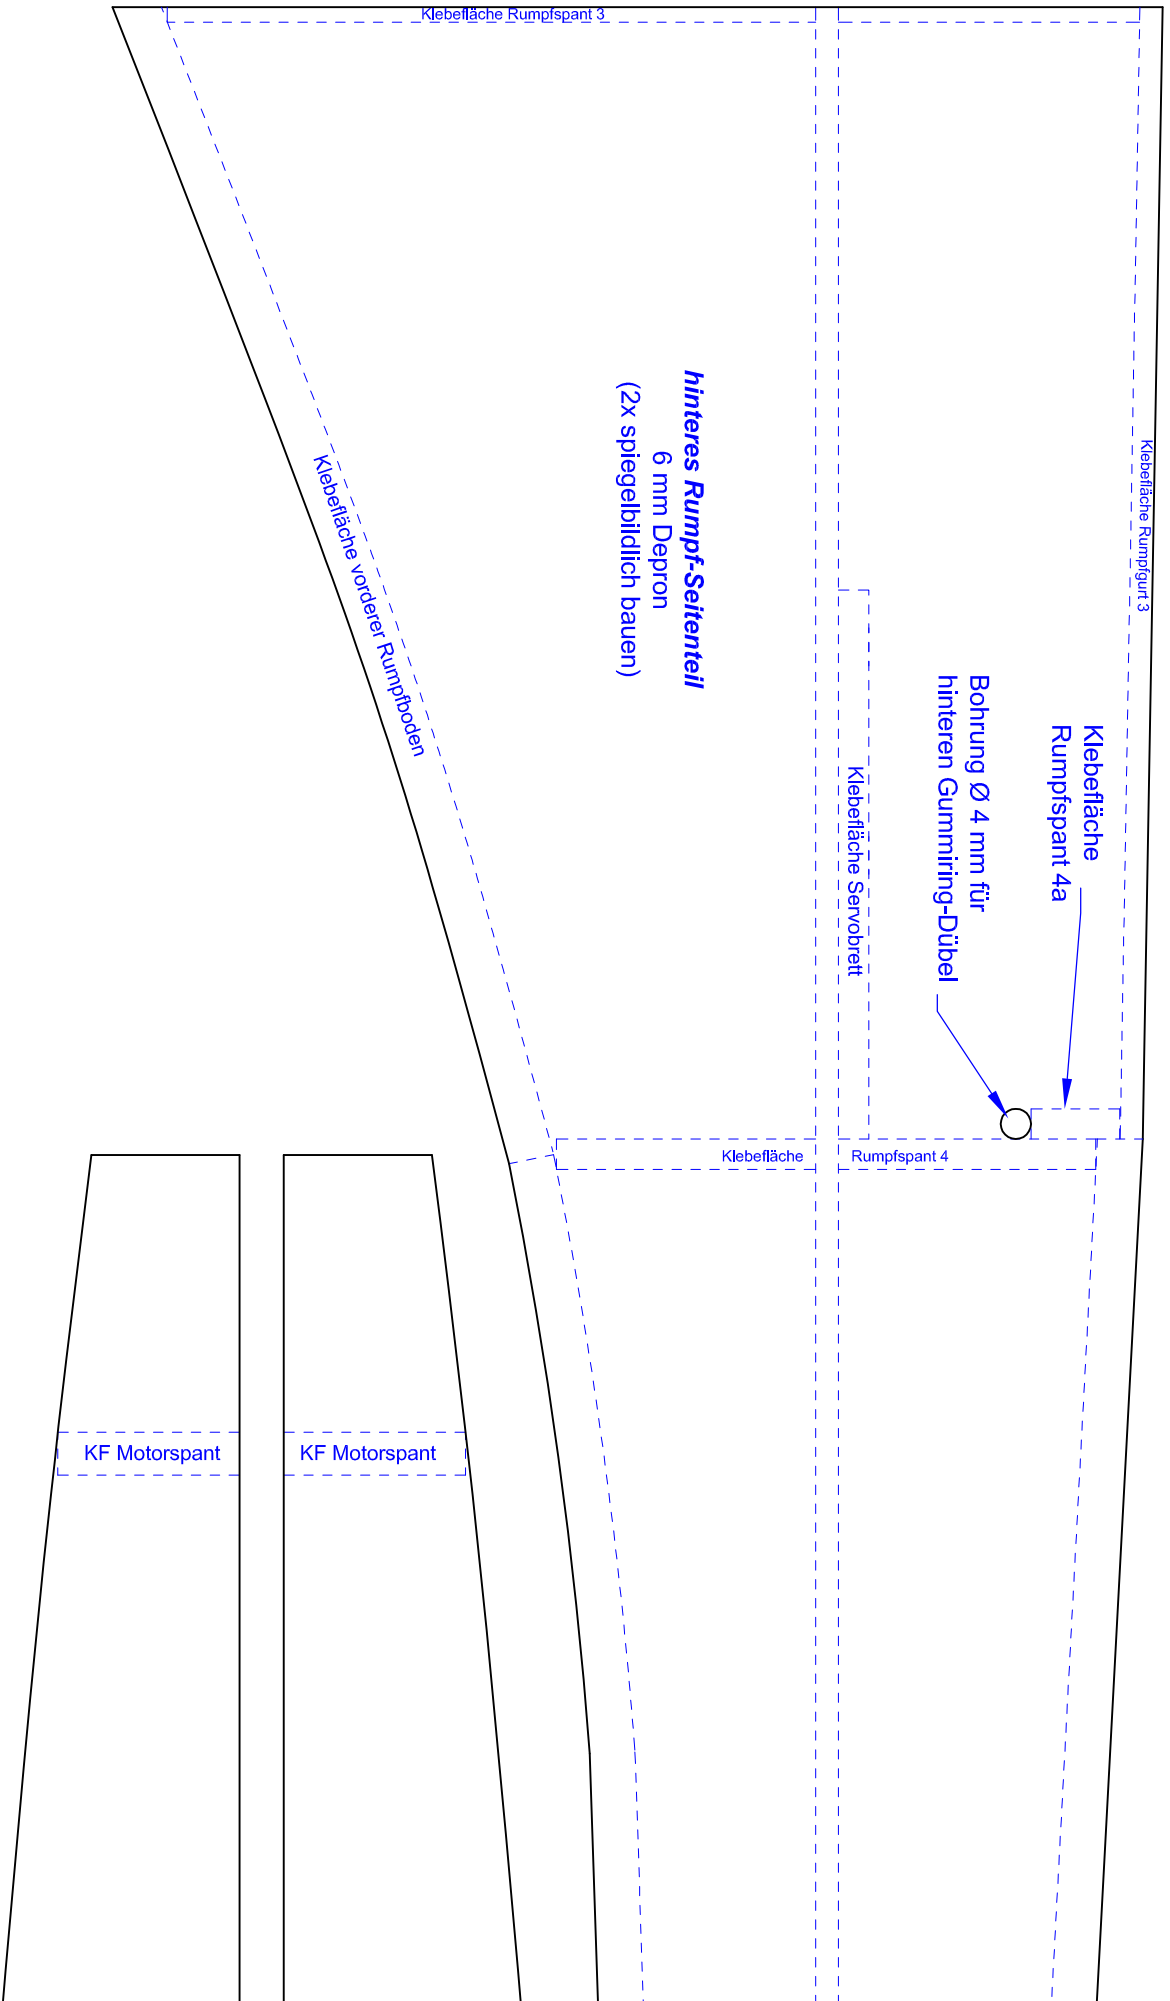 Klebefläche Rumpfspant 3
Klebefläche Rumpfgurt 3
hinteres Rumpf-Seitenteil
6 mm Depron
(2x spiegelbildlich bauen)
Klebefläche vorderer Rumpfboden
Klebefläche
Rumpfspant 4a
Bohrung Ø 4 mm für
hinteren Gummiring-Dübel
Klebefläche Servobrett
Klebefläche Rumpfspant 4
KF Motorspant
KF Motorspant